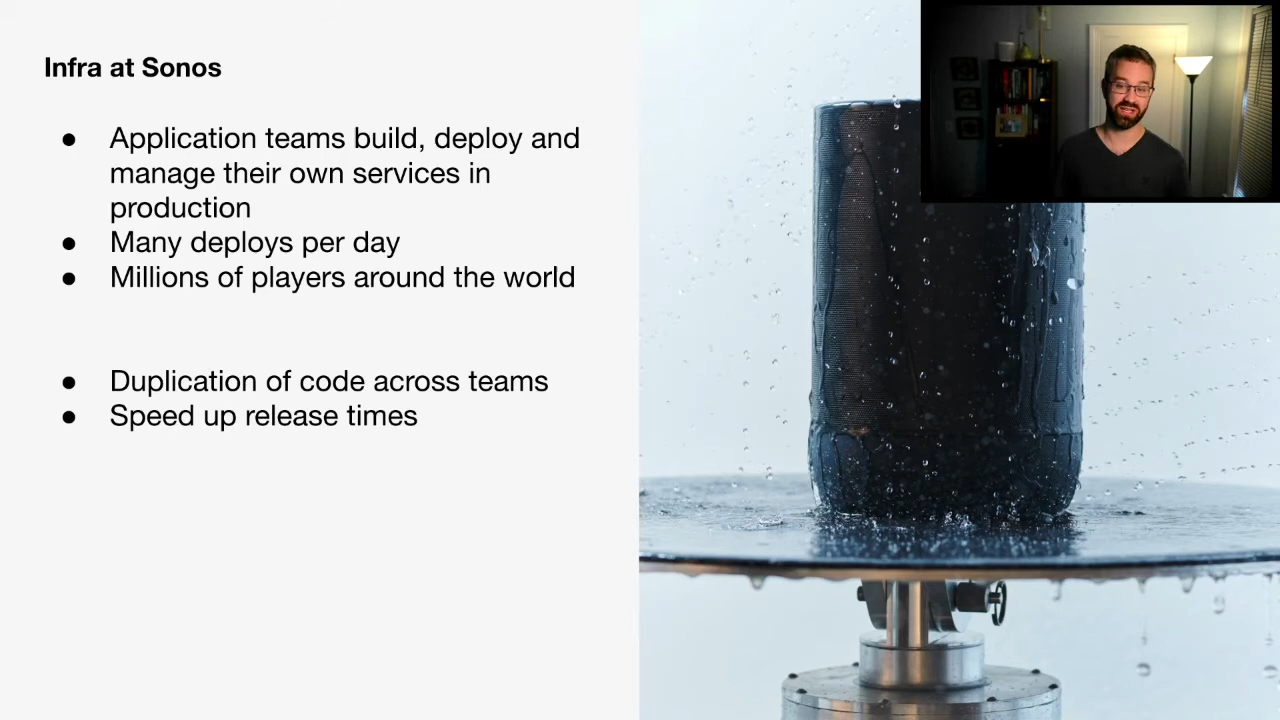 Infra at Sonos
● Application teams build, deploy and
manage their own services in
production
● Many deploys per day
● Millions of players around the world
● Duplication of code across teams
● Speed up release times